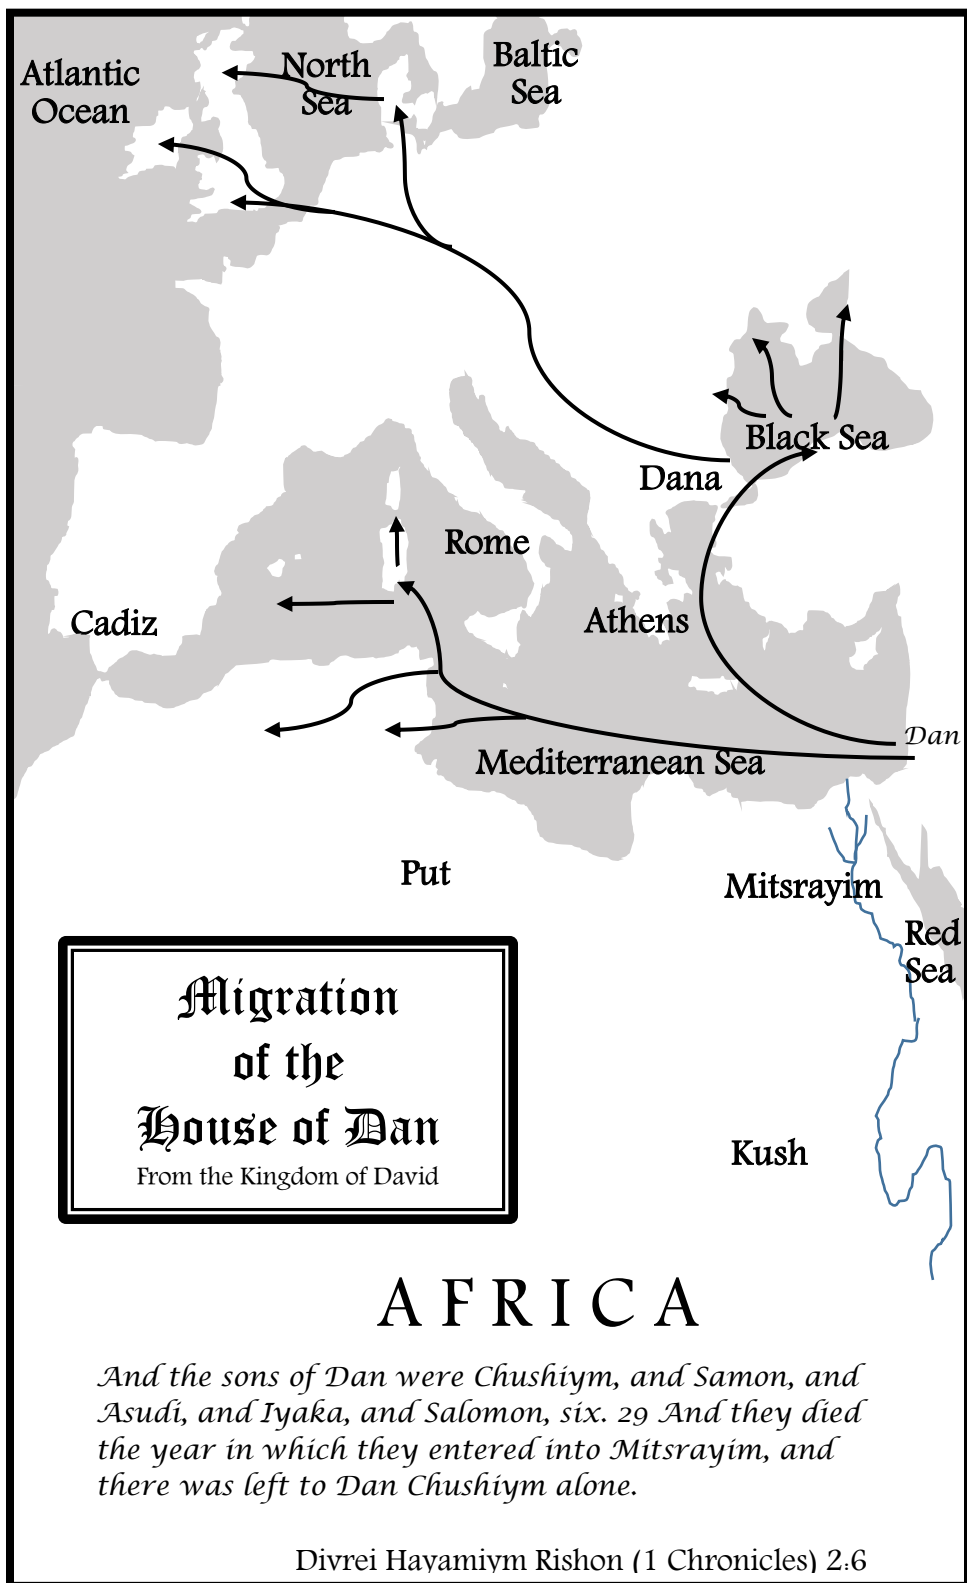 Atlantic
Ocean
North
Sea
Baltic
Sea
Black Sea
Dana
Rome
Athens
Cadiz
Dan
Mediterranean Sea
Put
Mitsrayim
Red
Sea
Migration
of the
House of Dan
From the Kingdom of David
Kush
AFRICA
And the sons of Dan were Chushiym, and Samon, and
Asudi, and Iyaka, and Salomon, six. 29 And they died
the year in which they entered into Mitsrayim, and
there was left to Dan Chushiym alone.
Divrei Hayamiym Rishon (1 Chronicles) 2:6